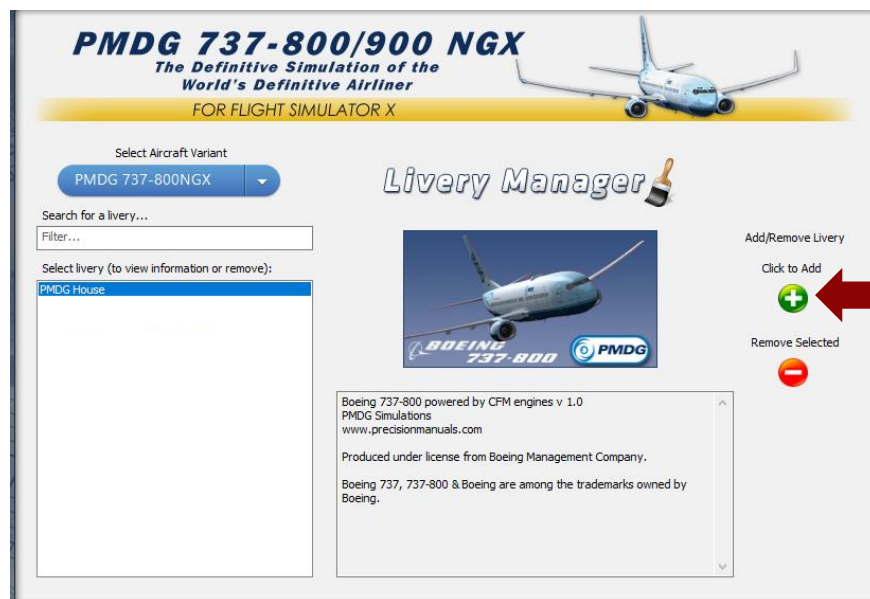 PMDG 737-800/900 NGX
The Definitive Simulation of the
World's Definitive Airliner
FOR FLIGHT SIMULATOR X
Select Aircraft Variant
PMDG 737-800NGX
Livery Manager
Search for a livery...
Filter...
Add/Remove Livery
Select livery (to view information or remove):
Click to Add
PMDG House
BOEING
737-800
PMDG
Remove Selected
Boeing 737-800 powered by CFM engines v 1.0
PMDG Simulations
www.precisionmanuals.com
Produced under license from Boeing Management Company.
Boeing 737, 737-800 & Boeing are among the trademarks owned by
Boeing.